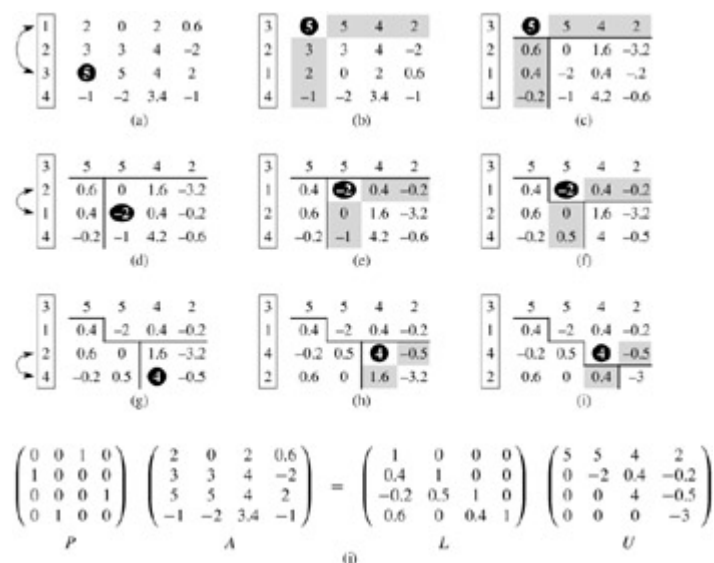 1 2 0 2 0.6
2 3 3 4 −2
3 5 5 4 2
4 −1 −2 3.4 −1
(a)
3 5 5 4 2
2 3 3 4 −2
1 2 0 2 0.6
4 −1 −2 3.4 −1
(b)
3 5 5 4 2
2 0.6 0 1.6 −3.2
1 0.4 −2 0.4 −.2
4 −0.2 −1 4.2 −0.6
(c)
3 5 5 4 2
2 0.6 0 1.6 −3.2
1 0.4 −2 0.4 −0.2
4 −0.2 −1 4.2 −0.6
(d)
3 5 5 4 2
1 0.4 −2 0.4 −0.2
2 0.6 0 1.6 −3.2
4 −0.2 −1 4.2 −0.6
(e)
3 5 5 4 2
1 0.4 −2 0.4 −0.2
2 0.6 0 1.6 −3.2
4 −0.2 0.5 4 −0.5
(f)
3 5 5 4 2
1 0.4 −2 0.4 −0.2
2 0.6 0 1.6 −3.2
4 −0.2 0.5 4 −0.5
(g)
3 5 5 4 2
1 0.4 −2 0.4 −0.2
4 −0.2 0.5 4 −0.5
2 0.6 0 1.6 −3.2
(h)
3 5 5 4 2
1 0.4 −2 0.4 −0.2
4 −0.2 0.5 4 −0.5
2 0.6 0 0.4 −3
(i)
0 0 1 0 2 0 2 0.6 1 0 0 0 5 5 4 2
1 0 0 0 3 3 4 −2 0.4 1 0 0 0 −2 0.4 −0.2
0 0 0 1 5 5 4 2 = −0.2 0.5 1 0 0 0 4 −0.5
0 1 0 0 −1 −2 3.4 −1 0.6 0 0.4 1 0 0 0 −3
P A L U
(j)